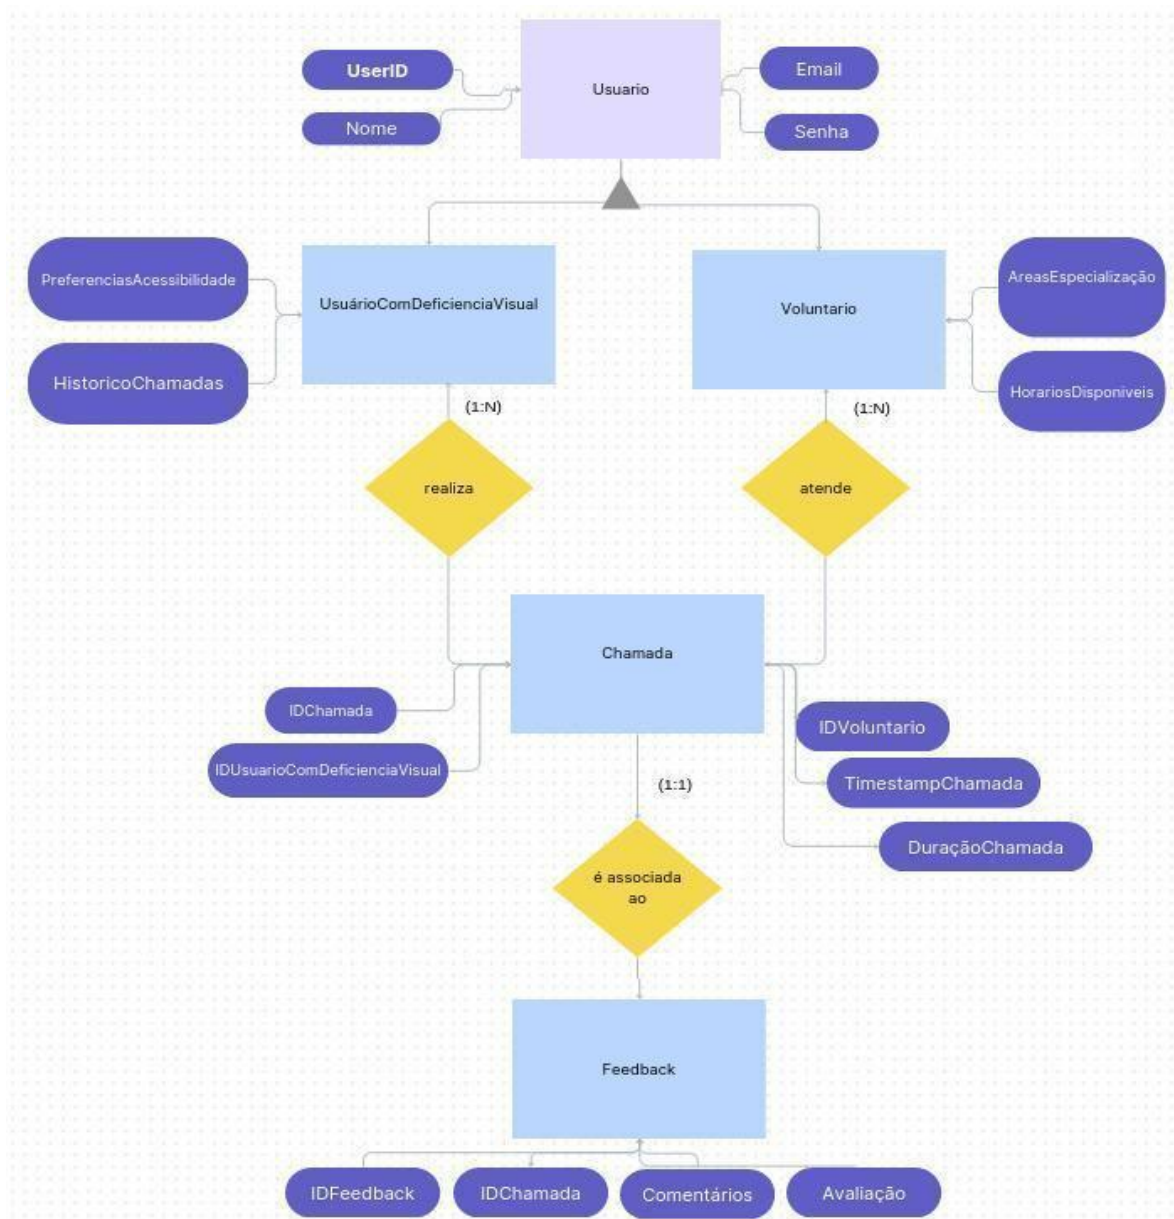 UserID
Usuario
Email
Nome
Senha
PreferenciasAcessibilidade
UsuárioComDeficienciaVisual
Voluntario
AreasEspecialização
HistoricoChamadas
HorariosDisponiveis
(1:N)
(1:N)
realiza
atende
Chamada
IDChamada
IDVoluntario
IDUsuarioComDeficienciaVisual
TimestampChamada
(1:1)
DuraçãoChamada
é associada
ao
Feedback
IDFeedback
IDChamada
Comentários
Avaliação